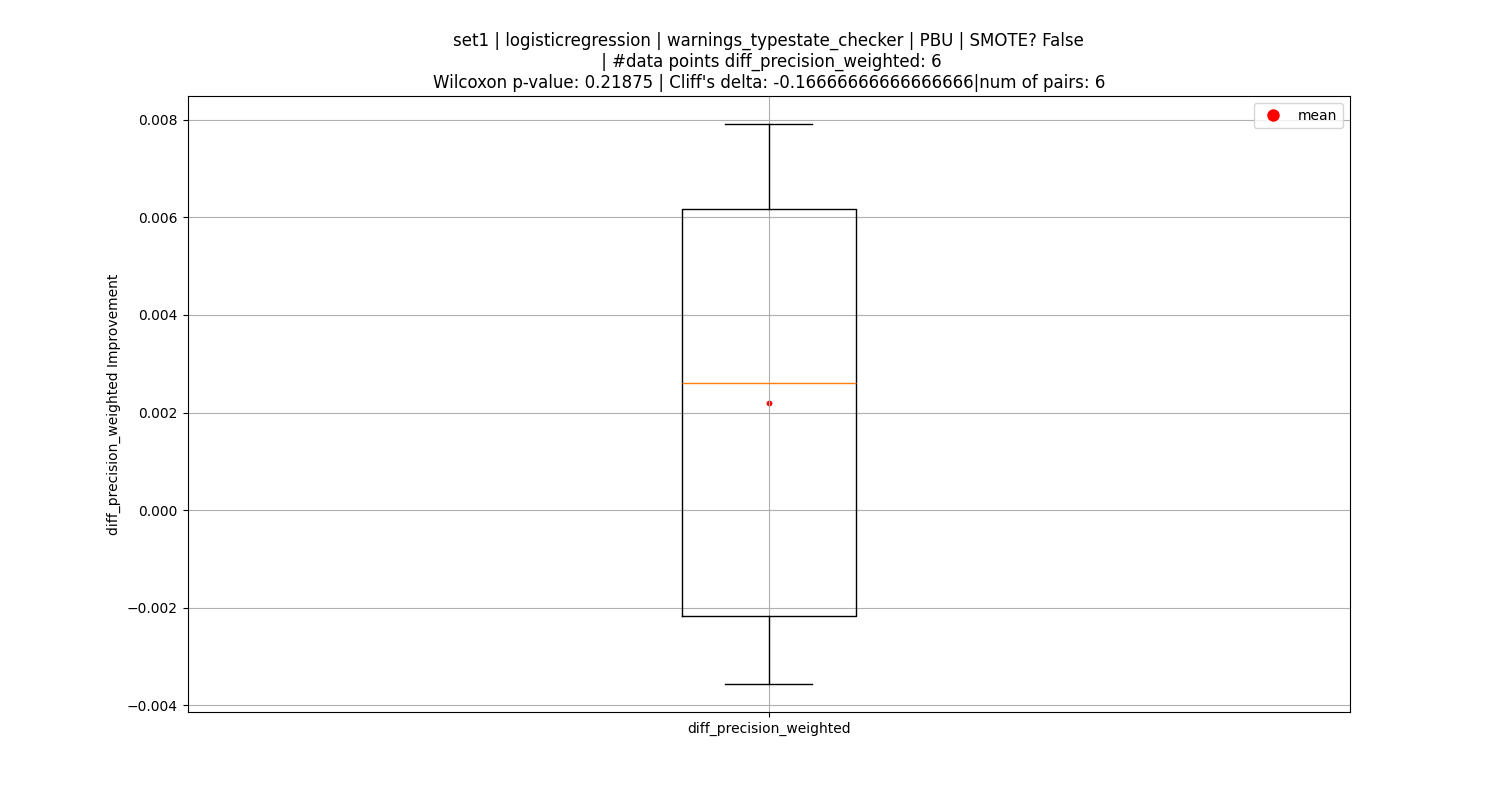 set1 | logisticregression | warnings_typestate_checker | PBU | SMOTE? False
| #data points diff_precision_weighted: 6
Wilcoxon p-value: 0.21875 | Cliff's delta: -0.16666666666666666|num of pairs: 6
mean
0.008
0.006
0.004
0.002
0.000
−0.002
−0.004
diff_precision_weighted Improvement
diff_precision_weighted